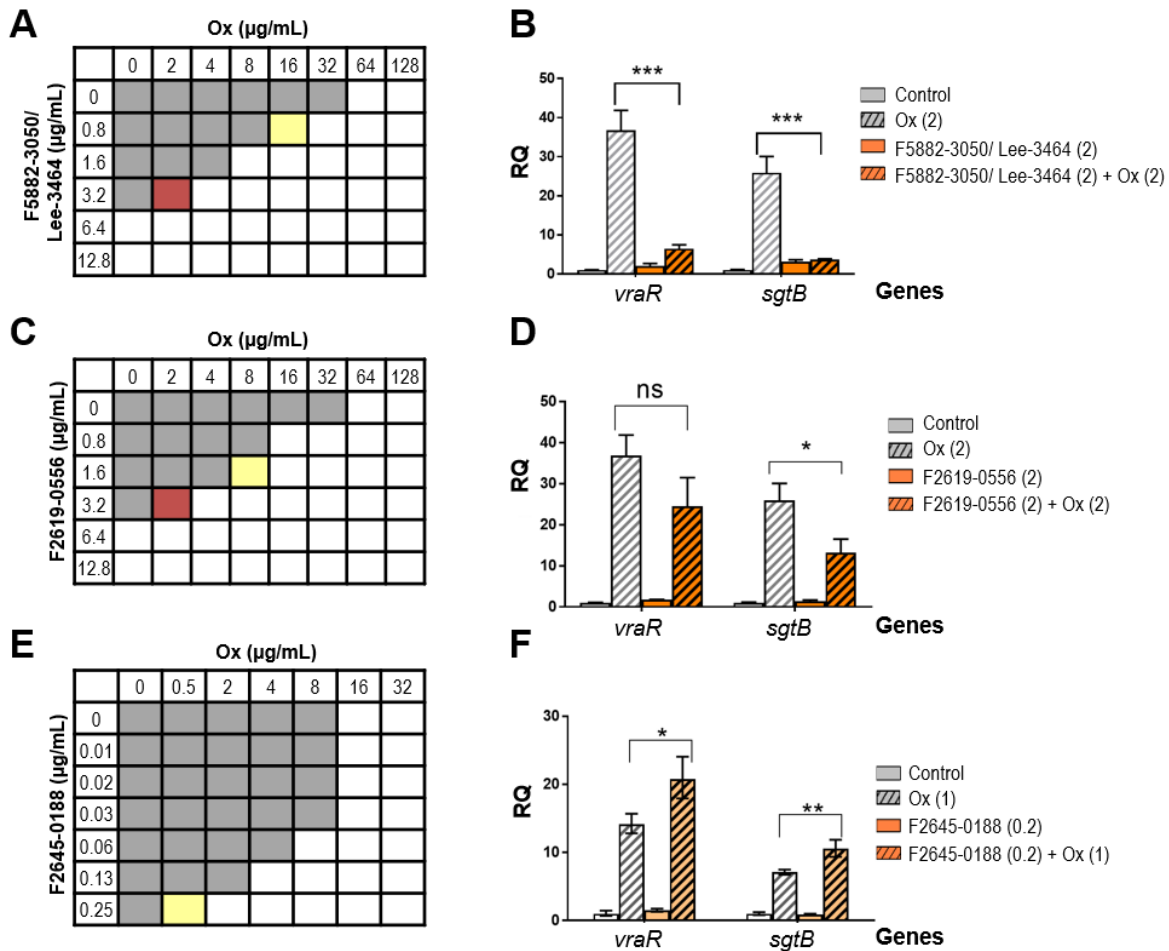 A
Ox (µg/mL)
0 2 4 8 16 32 64 128
F5882-3050/
Lee-3464 (µg/mL)
0
0.8
1.6
3.2
6.4
12.8
B
50
40
30
20
10
0
RQ
***
***
vraR sgtB Genes
Control
Ox (2)
F5882-3050/ Lee-3464 (2)
F5882-3050/ Lee-3464 (2) + Ox (2)
C
Ox (µg/mL)
0 2 4 8 16 32 64 128
F2619-0556 (µg/mL)
0
0.8
1.6
3.2
6.4
12.8
D
50
40
30
20
10
0
RQ
ns
*
vraR sgtB Genes
Control
Ox (2)
F2619-0556 (2)
F2619-0556 (2) + Ox (2)
E
Ox (µg/mL)
0 0.5 2 4 8 16 32
F2645-0188 (µg/mL)
0
0.01
0.02
0.03
0.06
0.13
0.25
F
30
20
10
0
RQ
*
**
vraR sgtB Genes
Control
Ox (1)
F2645-0188 (0.2)
F2645-0188 (0.2) + Ox (1)